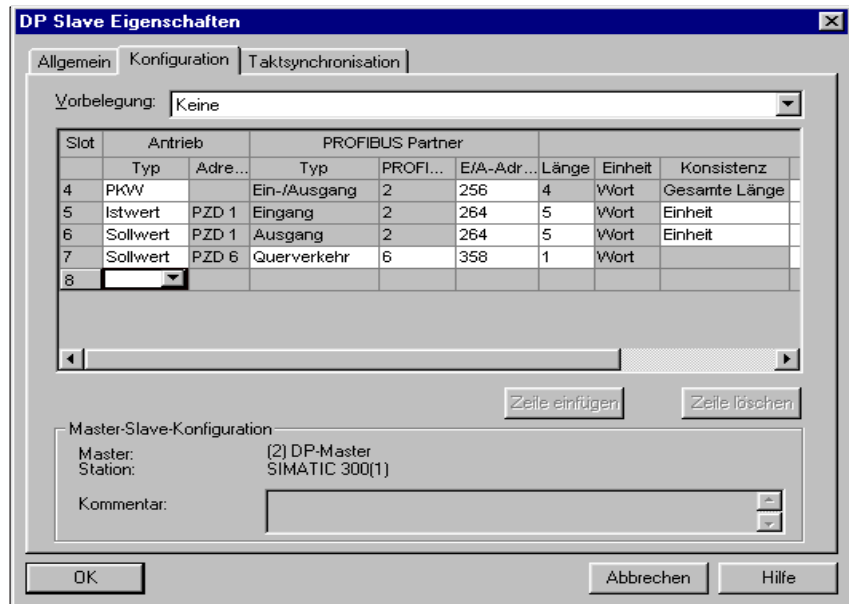 DP Slave Eigenschaften
Allgemein Konfiguration Taktsynchronisation
Vorbelegung: Keine
Slot Antrieb PROFIBUS Partner
Typ Adre... Typ PROFI... E/A-Adr... Länge Einheit Konsistenz
4 PKW Ein-/Ausgang 2 256 4 Wort Gesamte Länge
5 Istwert PZD 1 Eingang 2 264 5 Wort Einheit
6 Sollwert PZD 1 Ausgang 2 264 5 Wort Einheit
7 Sollwert PZD 6 Querverkehr 6 358 1 Wort
8
Zeile einfügen Zeile löschen
Master-Slave-Konfiguration
Master: (2) DP-Master
Station: SIMATIC 300(1)
Kommentar:
OK Abbrechen Hilfe